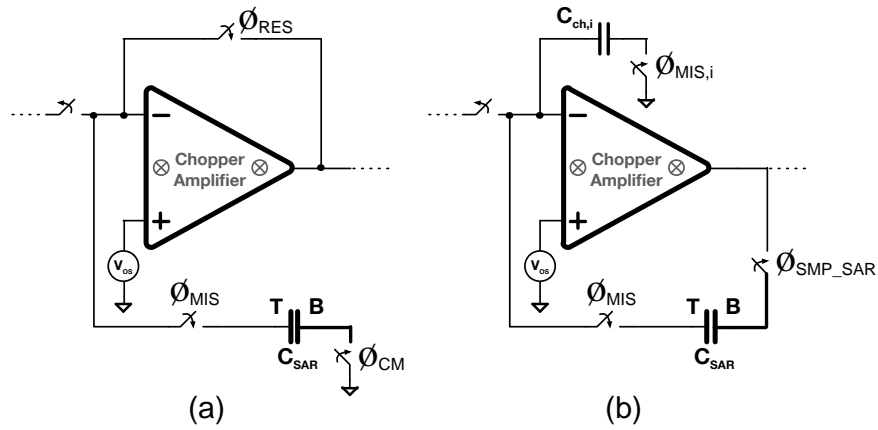 ØRES
Chopper
Amplifier
vos
ØMIS
T B
CSAR
ØCM
(a)
Cch,i
ØMIS,i
Chopper
Amplifier
vos
ØSMP_SAR
ØMIS
T B
CSAR
(b)